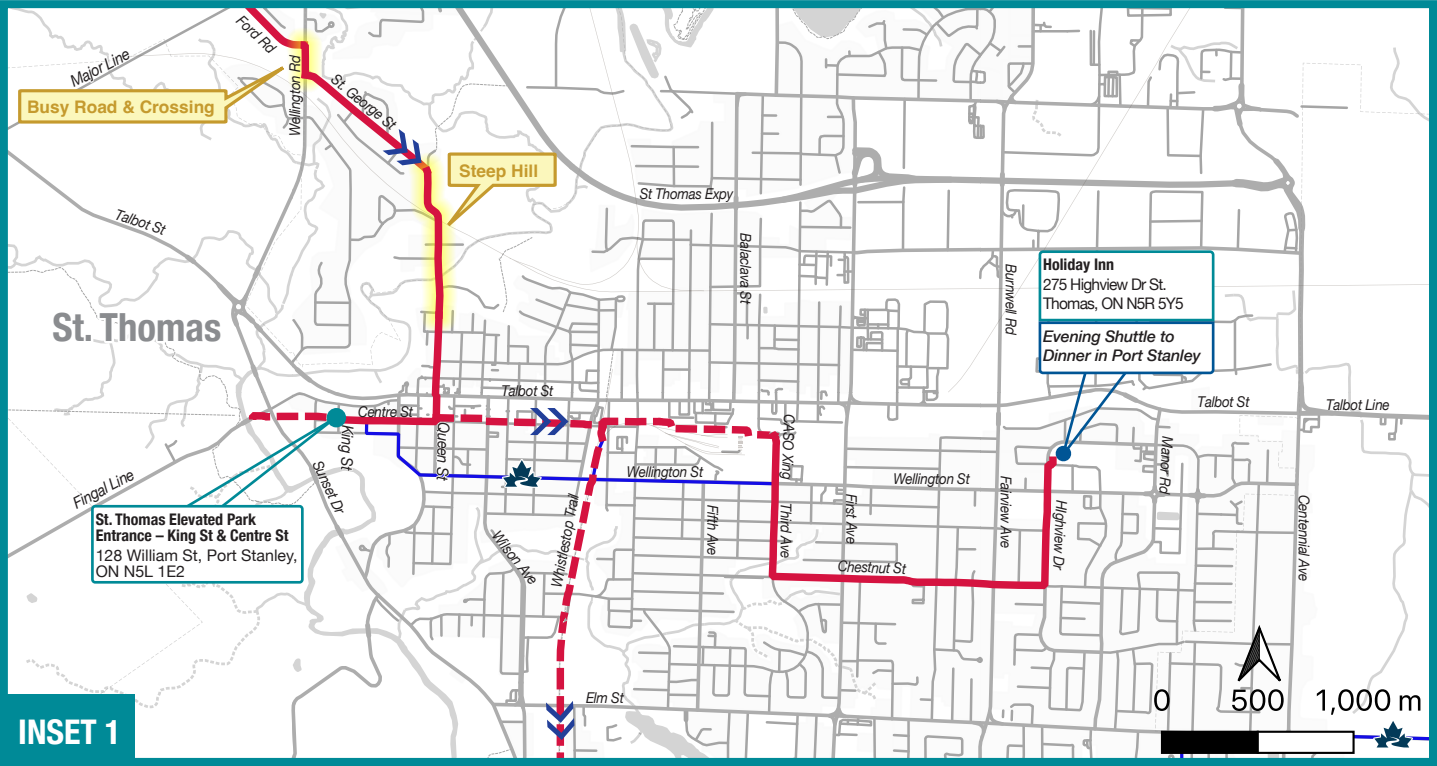 Ford Rd
Major Line
Wellington Rd
St. George St
Busy Road & Crossing
Steep Hill
St Thomas Expy
Talbot St
Balaclava St
Burnwell Rd
Holiday Inn
275 Highview Dr St.
Thomas, ON N5R 5Y5
Evening Shuttle to
Dinner in Port Stanley
St. Thomas
Talbot St
Talbot St
Talbot Line
Centre St
King St
Queen St
CASO Xing
Manor Rd
Fingal Line
Sunset Dr
Wellington St
Wellington St
St. Thomas Elevated Park
Entrance – King St & Centre St
128 William St, Port Stanley,
ON N5L 1E2
Wilson Ave
Whistlestop Trail
Fifth Ave
Third Ave
First Ave
Fairview Ave
HIghview Dr
Centennial Ave
Chestnut St
Elm St
0 500 1,000 m
INSET 1